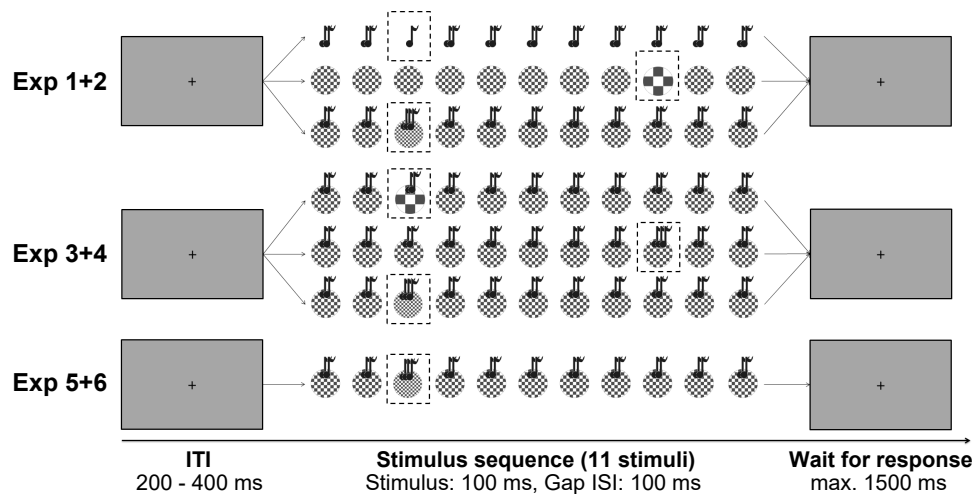 Exp 1+2
Exp 3+4
Exp 5+6
ITI
200 - 400 ms
Stimulus sequence (11 stimuli)
Stimulus: 100 ms, Gap ISI: 100 ms
Wait for response
max. 1500 ms